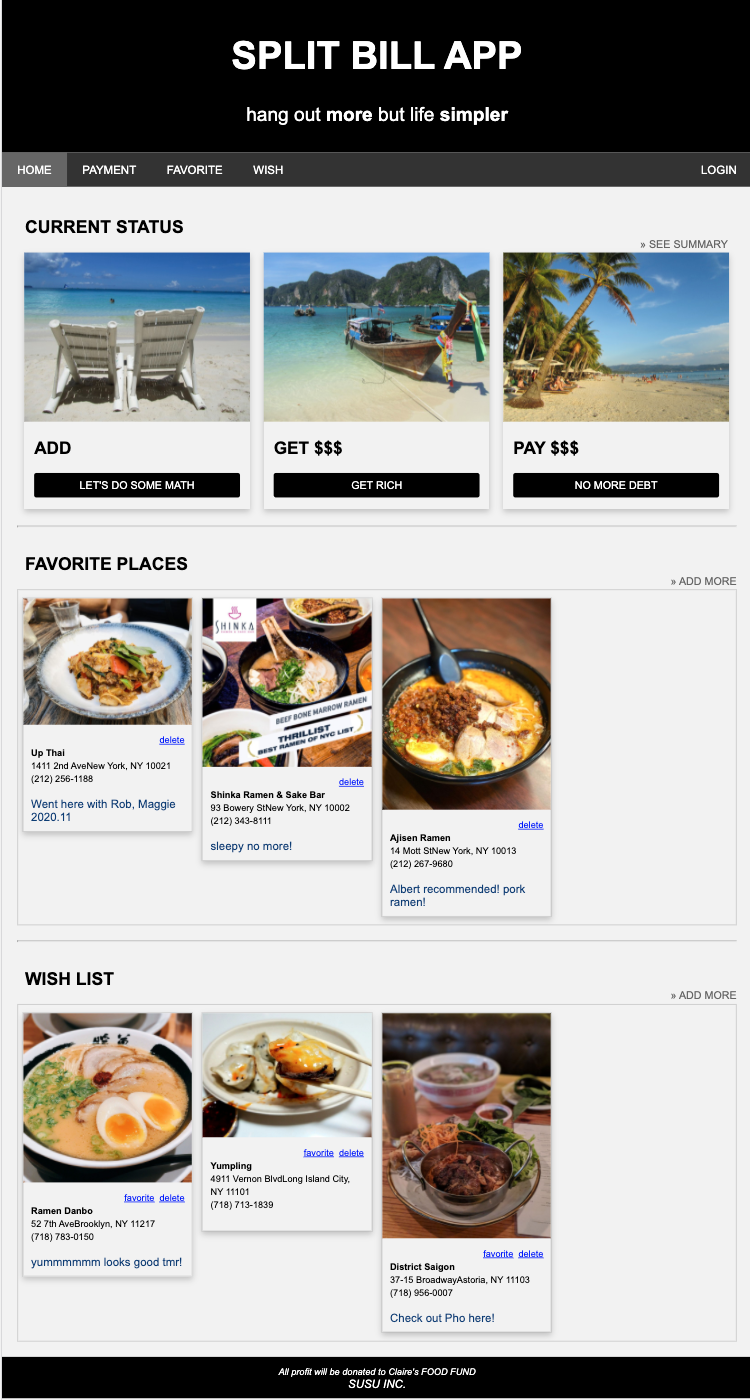 SPLIT BILL APP
hang out more but life simpler
HOME PAYMENT FAVORITE WISH LOGIN
CURRENT STATUS
» SEE SUMMARY
ADD
LET'S DO SOME MATH
GET $$$
GET RICH
PAY $$$
NO MORE DEBT
FAVORITE PLACES
» ADD MORE
delete
Up Thai
1411 2nd AveNew York, NY 10021
(212) 256-1188
Went here with Rob, Maggie
2020.11
SHINKA
BEEF BONE MARROW RAMEN
THRILLIST
BEST RAMEN OF NYC LIST
delete
Shinka Ramen & Sake Bar
93 Bowery StNew York, NY 10002
(212) 343-8111
sleepy no more!
delete
Ajisen Ramen
14 Mott StNew York, NY 10013
(212) 267-9680
Albert recommended! pork
ramen!
WISH LIST
» ADD MORE
favorite delete
Ramen Danbo
52 7th AveBrooklyn, NY 11217
(718) 783-0150
yummmmmm looks good tmr!
favorite delete
Yumpling
4911 Vernon BlvdLong Island City,
NY 11101
(718) 713-1839
favorite delete
District Saigon
37-15 BroadwayAstoria, NY 11103
(718) 956-0007
Check out Pho here!
All profit will be donated to Claire's FOOD FUND
SUSU INC.